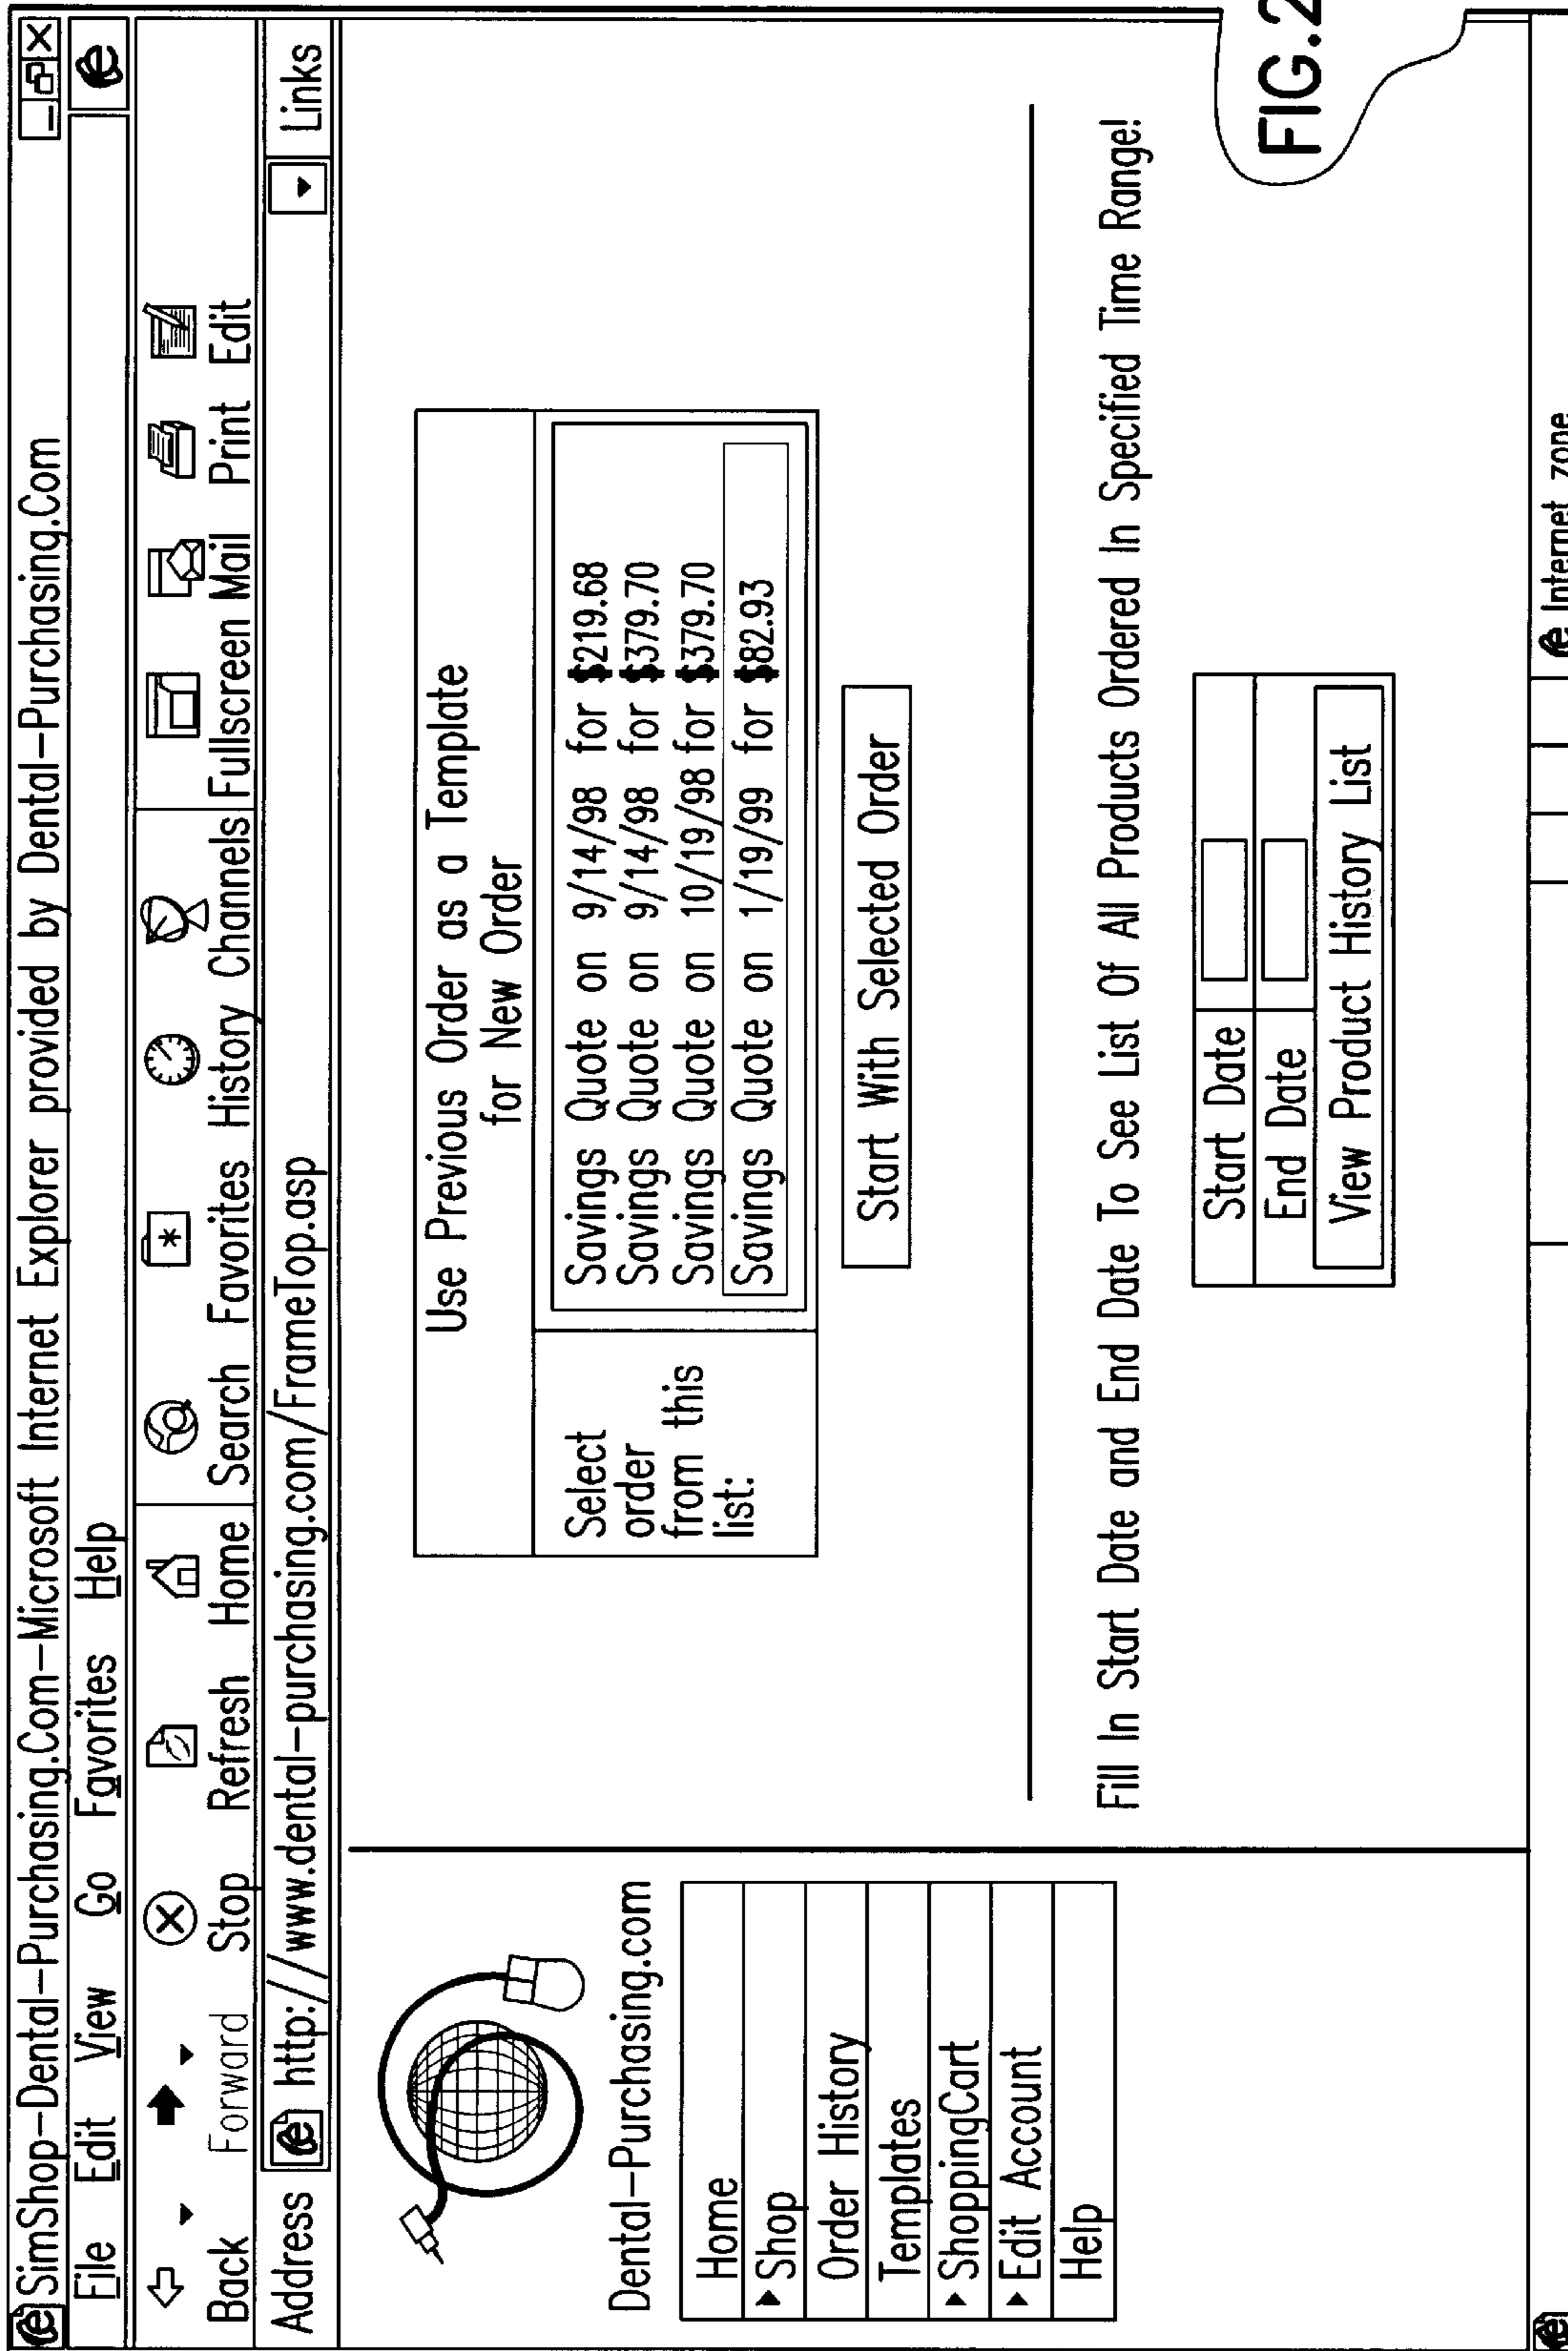 SimShop-Dental-Purchasing.Com-Microsoft Internet Explorer provided by Dental-Purchasing.Com
File Edit View Go Favorites Help
Back Forward Stop Refresh Home Search Favorites History Channels Fullscreen Mail Print Edit
Address http://www.dental-purchasing.com/FrameTop.asp Links
Dental-Purchasing.com
Home
Shop
Order History
Templates
ShoppingCart
Edit Account
Help
Use Previous Order as a Template
for New Order
Select
order
from this
list:
Savings Quote on 9/14/98 for $219.68
Savings Quote on 9/14/98 for $379.70
Savings Quote on 10/19/98 for $379.70
Savings Quote on 1/19/99 for $82.93
Start With Selected Order
Fill In Start Date and End Date To See List Of All Products Ordered In Specified Time Range!
Start Date
End Date
View Product History List
FIG.2
Internet zone